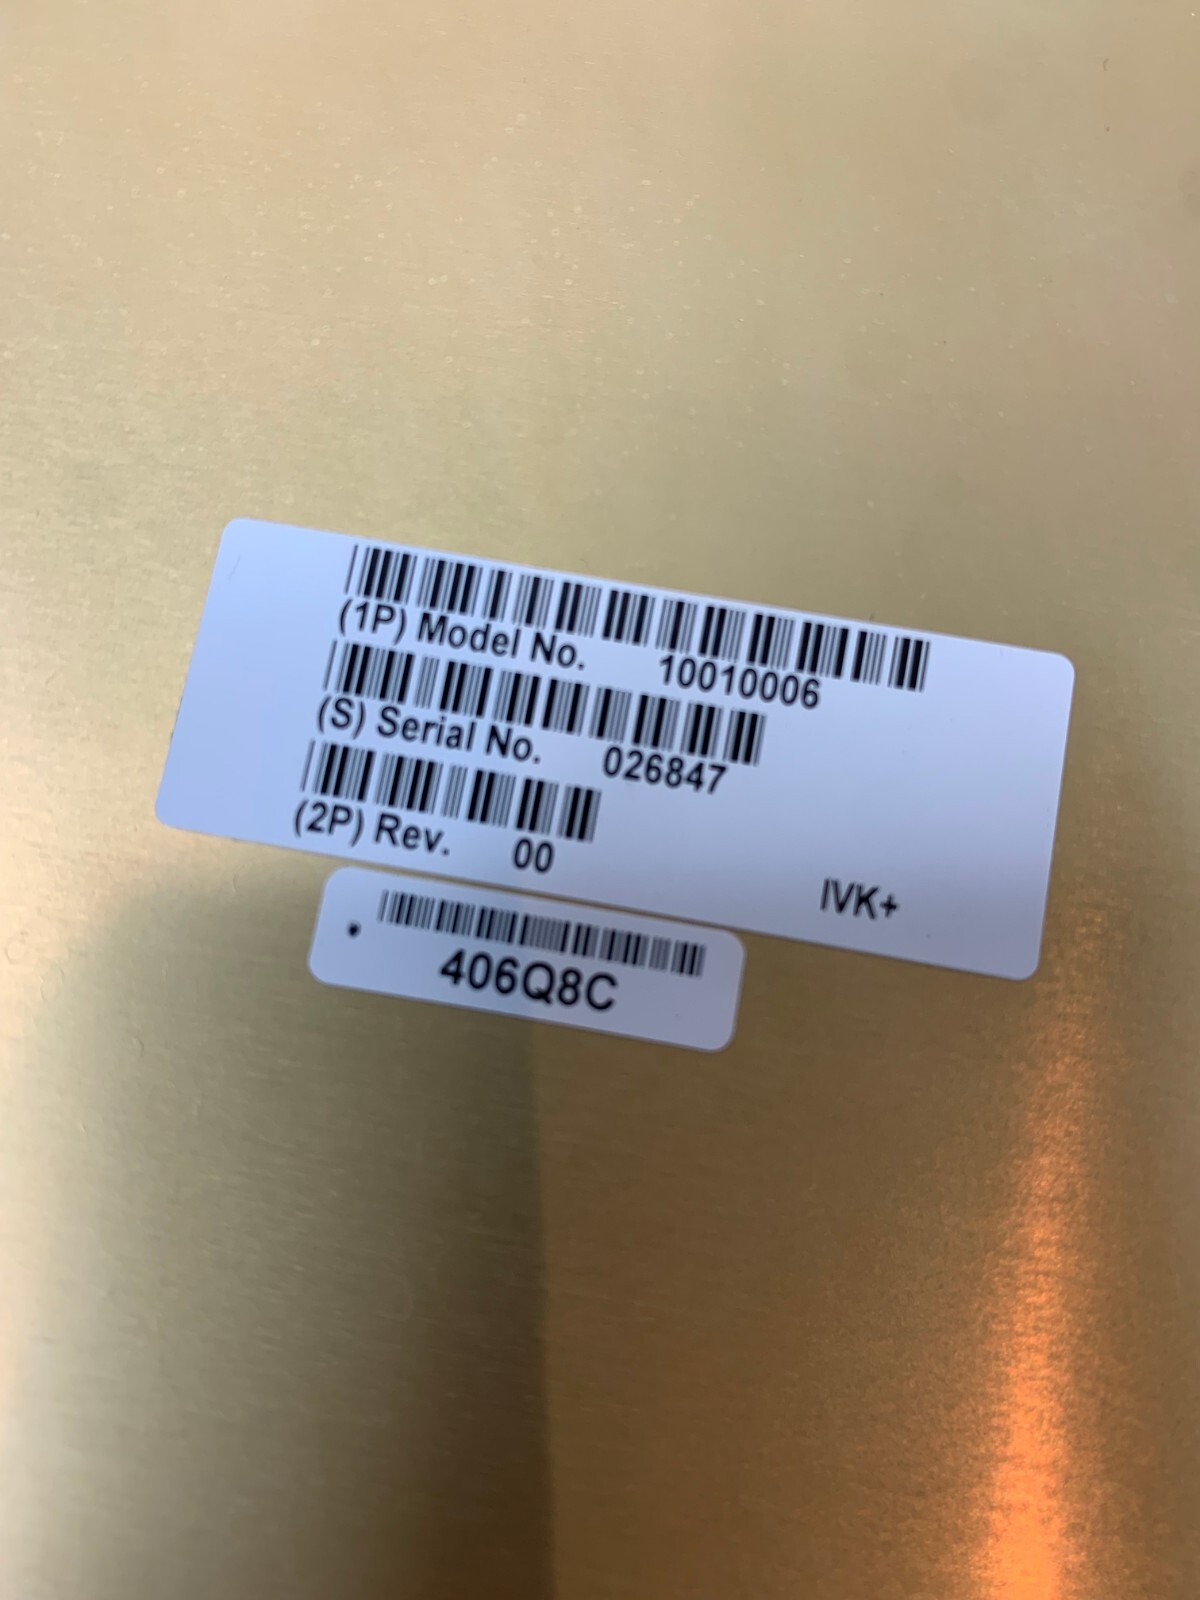 (1P) Model No. 10010006
(S) Serial No. 026847
(2P) Rev. 00
IVK+
406Q8C